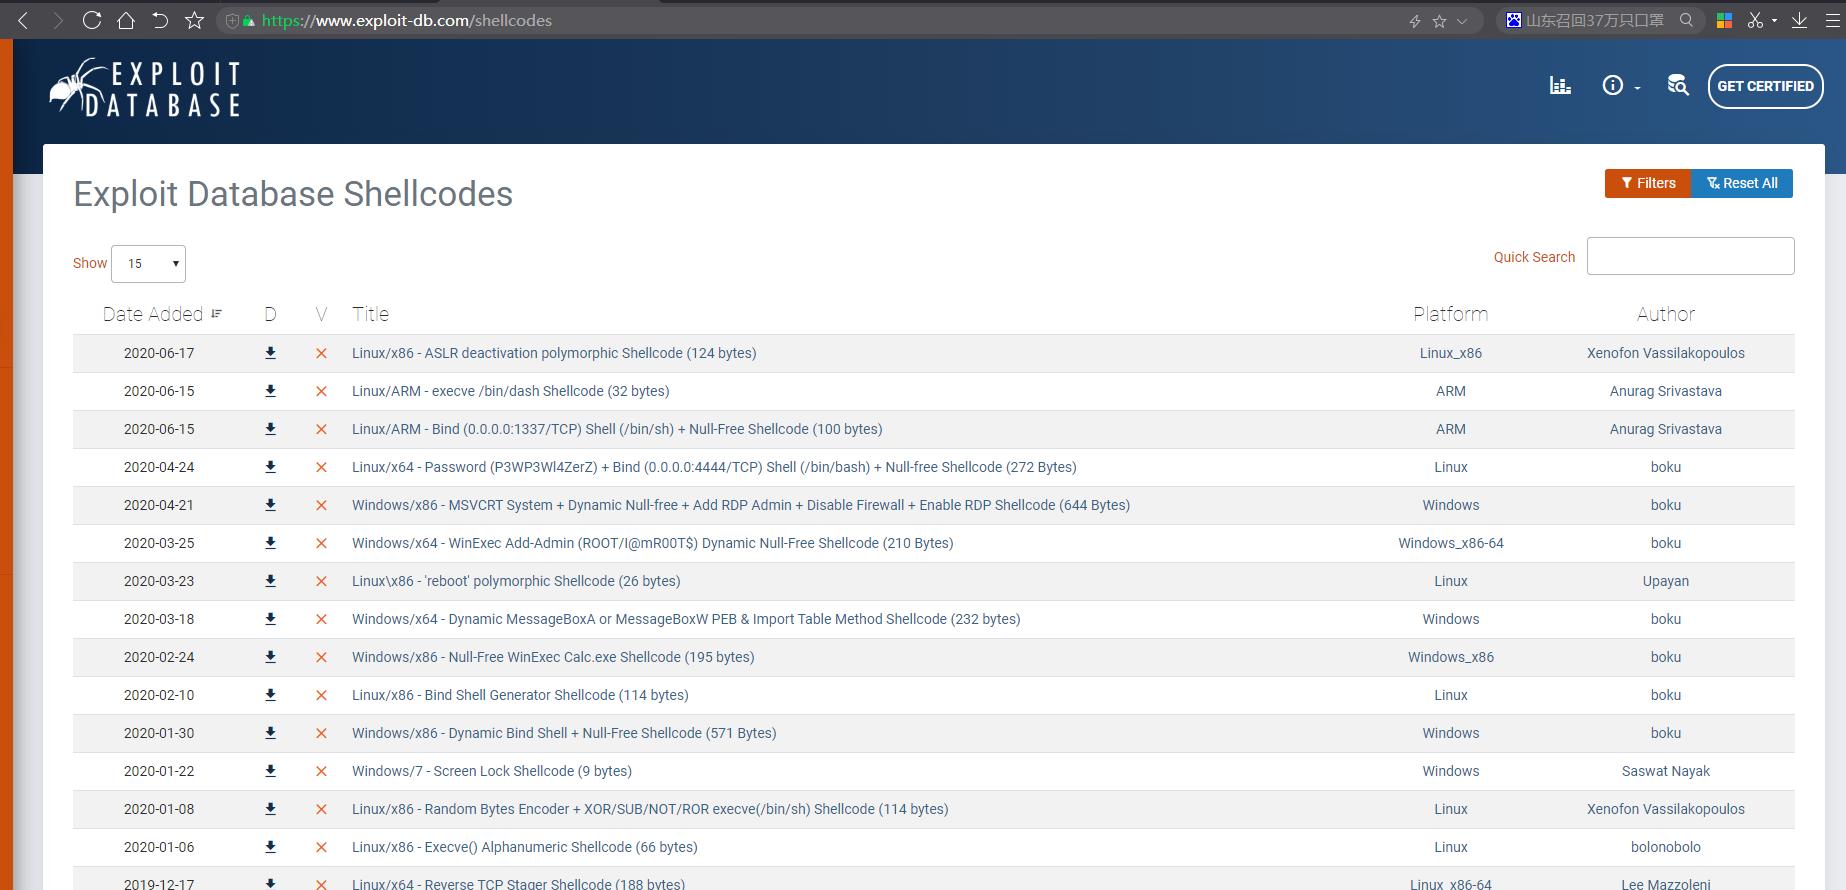 https://www.exploit-db.com/shellcodes 山东召回37万只口罩
EXPLOIT
DATABASE
GET CERTIFIED
Exploit Database Shellcodes
Filters Reset All
Show 15 Quick Search
Date Added D V Title Platform Author
2020-06-17 Linux/x86 - ASLR deactivation polymorphic Shellcode (124 bytes) Linux_x86 Xenofon Vassilakopoulos
2020-06-15 Linux/ARM - execve /bin/dash Shellcode (32 bytes) ARM Anurag Srivastava
2020-06-15 Linux/ARM - Bind (0.0.0.0:1337/TCP) Shell (/bin/sh) + Null-Free Shellcode (100 bytes) ARM Anurag Srivastava
2020-04-24 Linux/x64 - Password (P3WP3Wl4ZerZ) + Bind (0.0.0.0:4444/TCP) Shell (/bin/bash) + Null-free Shellcode (272 Bytes) Linux boku
2020-04-21 Windows/x86 - MSVCRT System + Dynamic Null-free + Add RDP Admin + Disable Firewall + Enable RDP Shellcode (644 Bytes) Windows boku
2020-03-25 Windows/x64 - WinExec Add-Admin (ROOT/I@mR00T$) Dynamic Null-Free Shellcode (210 Bytes) Windows_x86-64 boku
2020-03-23 Linux\x86 - 'reboot' polymorphic Shellcode (26 bytes) Linux Upayan
2020-03-18 Windows/x64 - Dynamic MessageBoxA or MessageBoxW PEB & Import Table Method Shellcode (232 bytes) Windows boku
2020-02-24 Windows/x86 - Null-Free WinExec Calc.exe Shellcode (195 bytes) Windows_x86 boku
2020-02-10 Linux/x86 - Bind Shell Generator Shellcode (114 bytes) Linux boku
2020-01-30 Windows/x86 - Dynamic Bind Shell + Null-Free Shellcode (571 Bytes) Windows boku
2020-01-22 Windows/7 - Screen Lock Shellcode (9 bytes) Windows Saswat Nayak
2020-01-08 Linux/x86 - Random Bytes Encoder + XOR/SUB/NOT/ROR execve(/bin/sh) Shellcode (114 bytes) Linux Xenofon Vassilakopoulos
2020-01-06 Linux/x86 - Execve() Alphanumeric Shellcode (66 bytes) Linux bolonobolo
2019-12-17 Linux/x64 - Reverse TCP Stager Shellcode (188 bytes) Linux_x86-64 Lee Mazzoleni